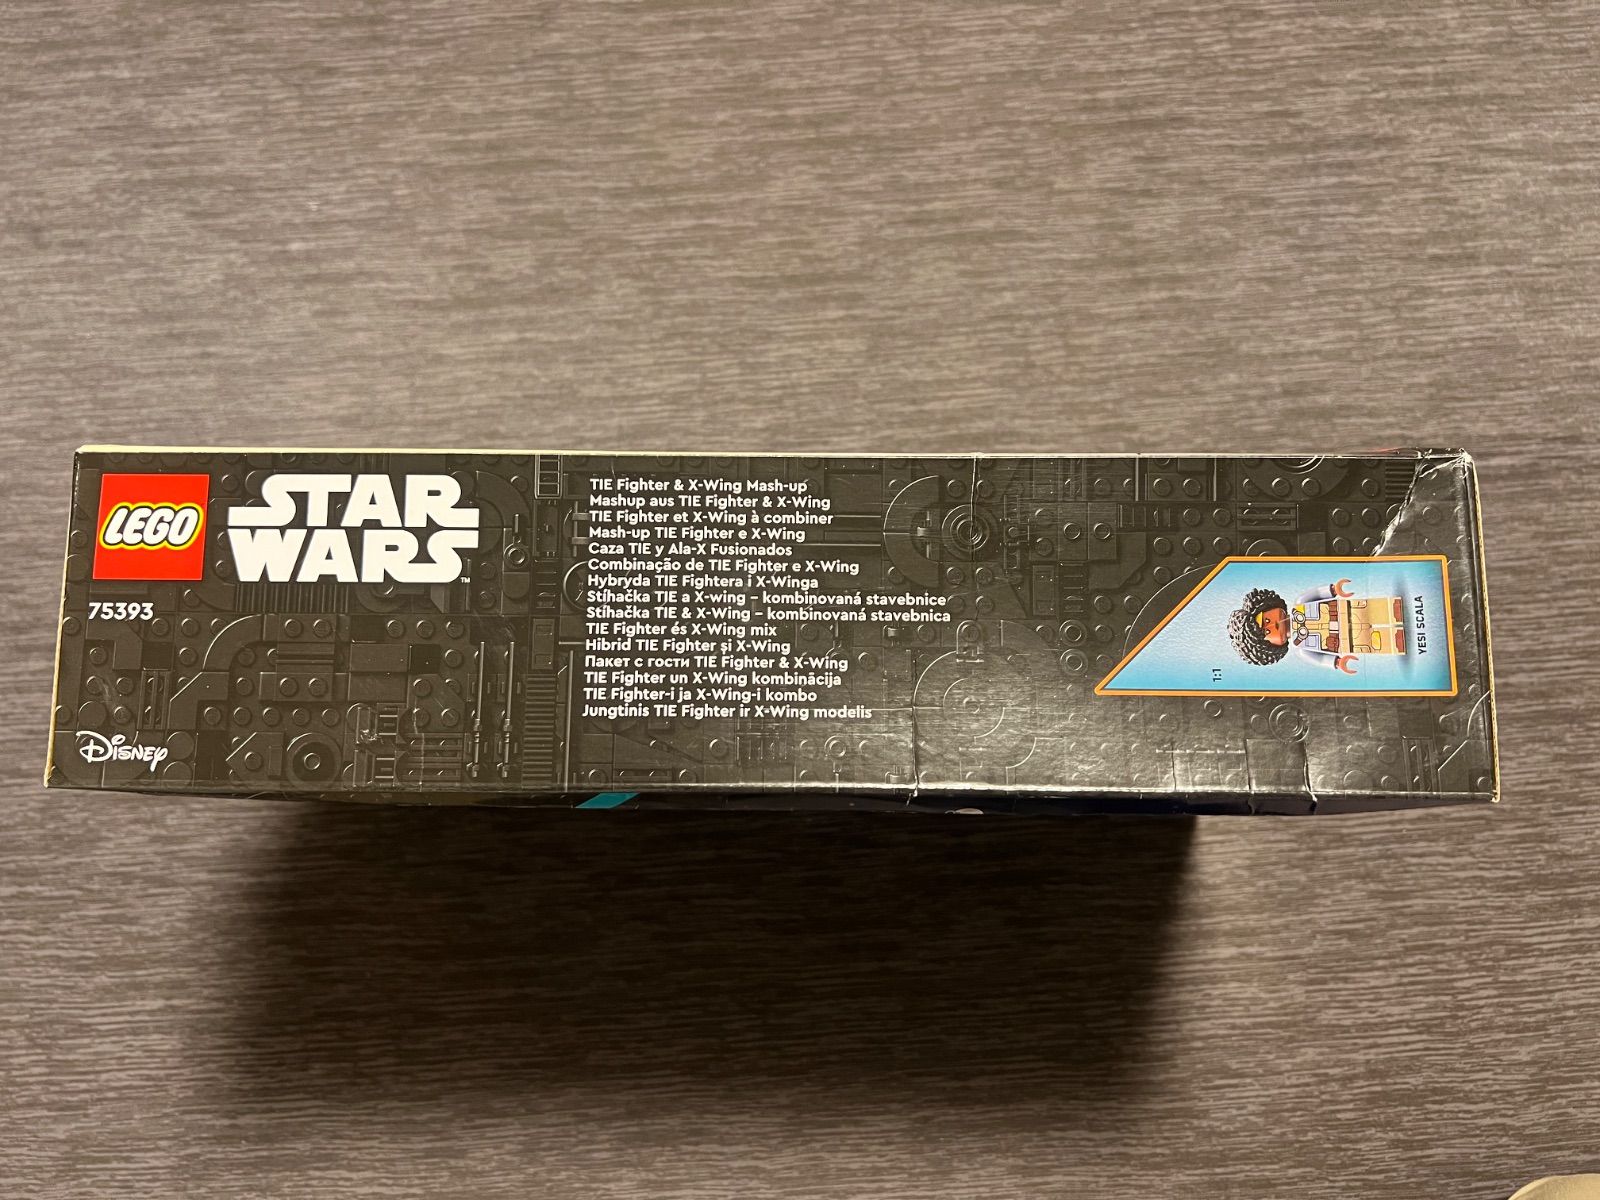 LEGO
STAR
WARS™
75393
Disney
TIE Fighter & X-Wing Mash-up
Mashup aus TIE Fighter & X-Wing
TIE Fighter et X-Wing à combiner
Mash-up TIE Fighter e X-Wing
Caza TIE y Ala-X Fusionados
Combinação de TIE Fighter e X-Wing
Hybryda TIE Fightera i X-Winga
Stíhačka TIE a X-wing – kombinovaná stavebnice
Stíhačka TIE & X-Wing – kombinovaná stavebnica
TIE Fighter és X-Wing mix
Hibrid TIE Fighter și X-Wing
Пакет с гости TIE Fighter & X-Wing
TIE Fighter un X-Wing kombinācija
TIE Fighter-i ja X-Wing-i kombo
Jungtinis TIE Fighter ir X-Wing modelis
1:1
YESI SCALA